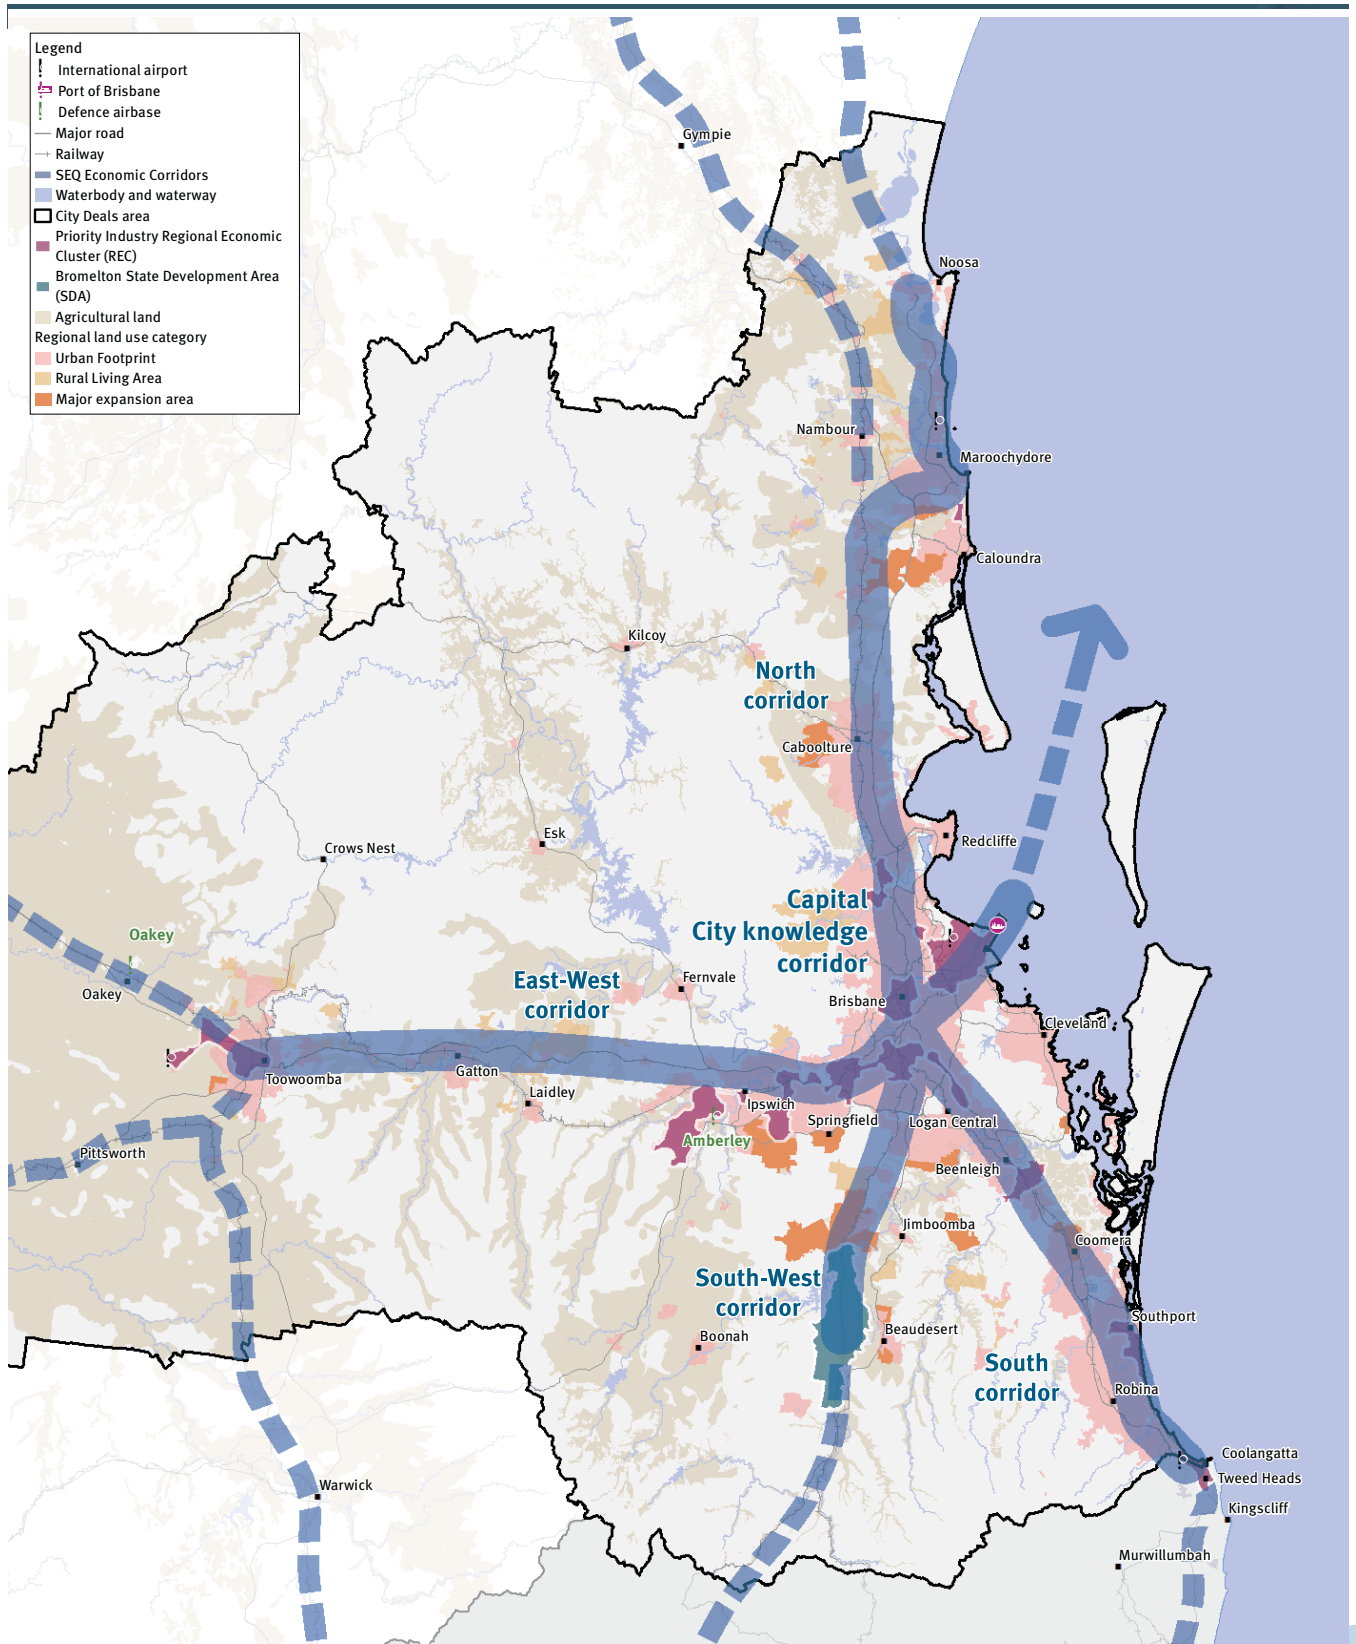 Legend
International airport
Port of Brisbane
Defence airbase
Major road
Railway
SEQ Economic Corridors
Waterbody and waterway
City Deals area
Priority Industry Regional Economic
Cluster (REC)
Bromelton State Development Area
(SDA)
Agricultural land
Regional land use category
Urban Footprint
Rural Living Area
Major expansion area
Gympie
Noosa
Nambour
Maroochydore
Caloundra
Kilcoy
North
corridor
Caboolture
Esk
Redcliffe
Crows Nest
Capital
City knowledge
corridor
Oakey
East-West
corridor
Fernvale
Oakey
Brisbane
Cleveland
Toowoomba
Gatton
Laidley
Ipswich
Springfield
Logan Central
Amberley
Pittsworth
Beenleigh
Jimboomba
Coomera
South-West
corridor
Southport
Boonah
Beaudesert
South
corridor
Robina
Coolangatta
Tweed Heads
Warwick
Kingscliff
Murwillumbah